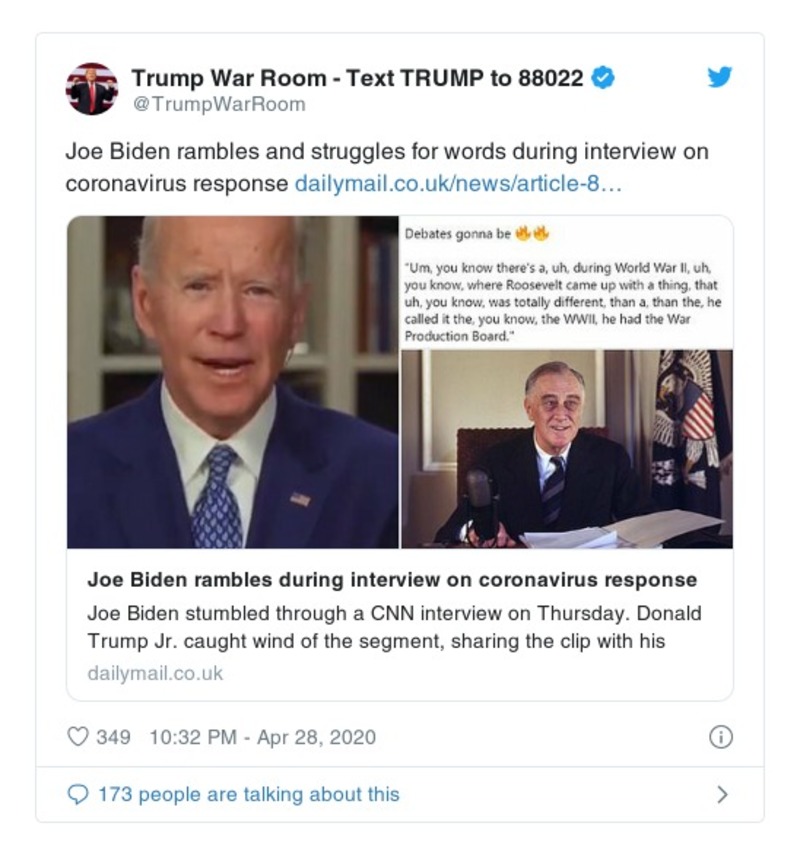 Trump War Room - Text TRUMP to 88022
@TrumpWarRoom
Joe Biden rambles and struggles for words during interview on
coronavirus response dailymail.co.uk/news/article-8...
Debates gonna be 🔥🔥
"Um, you know there's a, uh, during World War II, uh,
you know, where Roosevelt came up with a thing, that
uh, you know, was totally different, than a, than the, he
called it the, you know, the WWII, he had the War
Production Board."
Joe Biden rambles during interview on coronavirus response
Joe Biden stumbled through a CNN interview on Thursday. Donald
Trump Jr. caught wind of the segment, sharing the clip with his
dailymail.co.uk
349 10:32 PM - Apr 28, 2020
173 people are talking about this